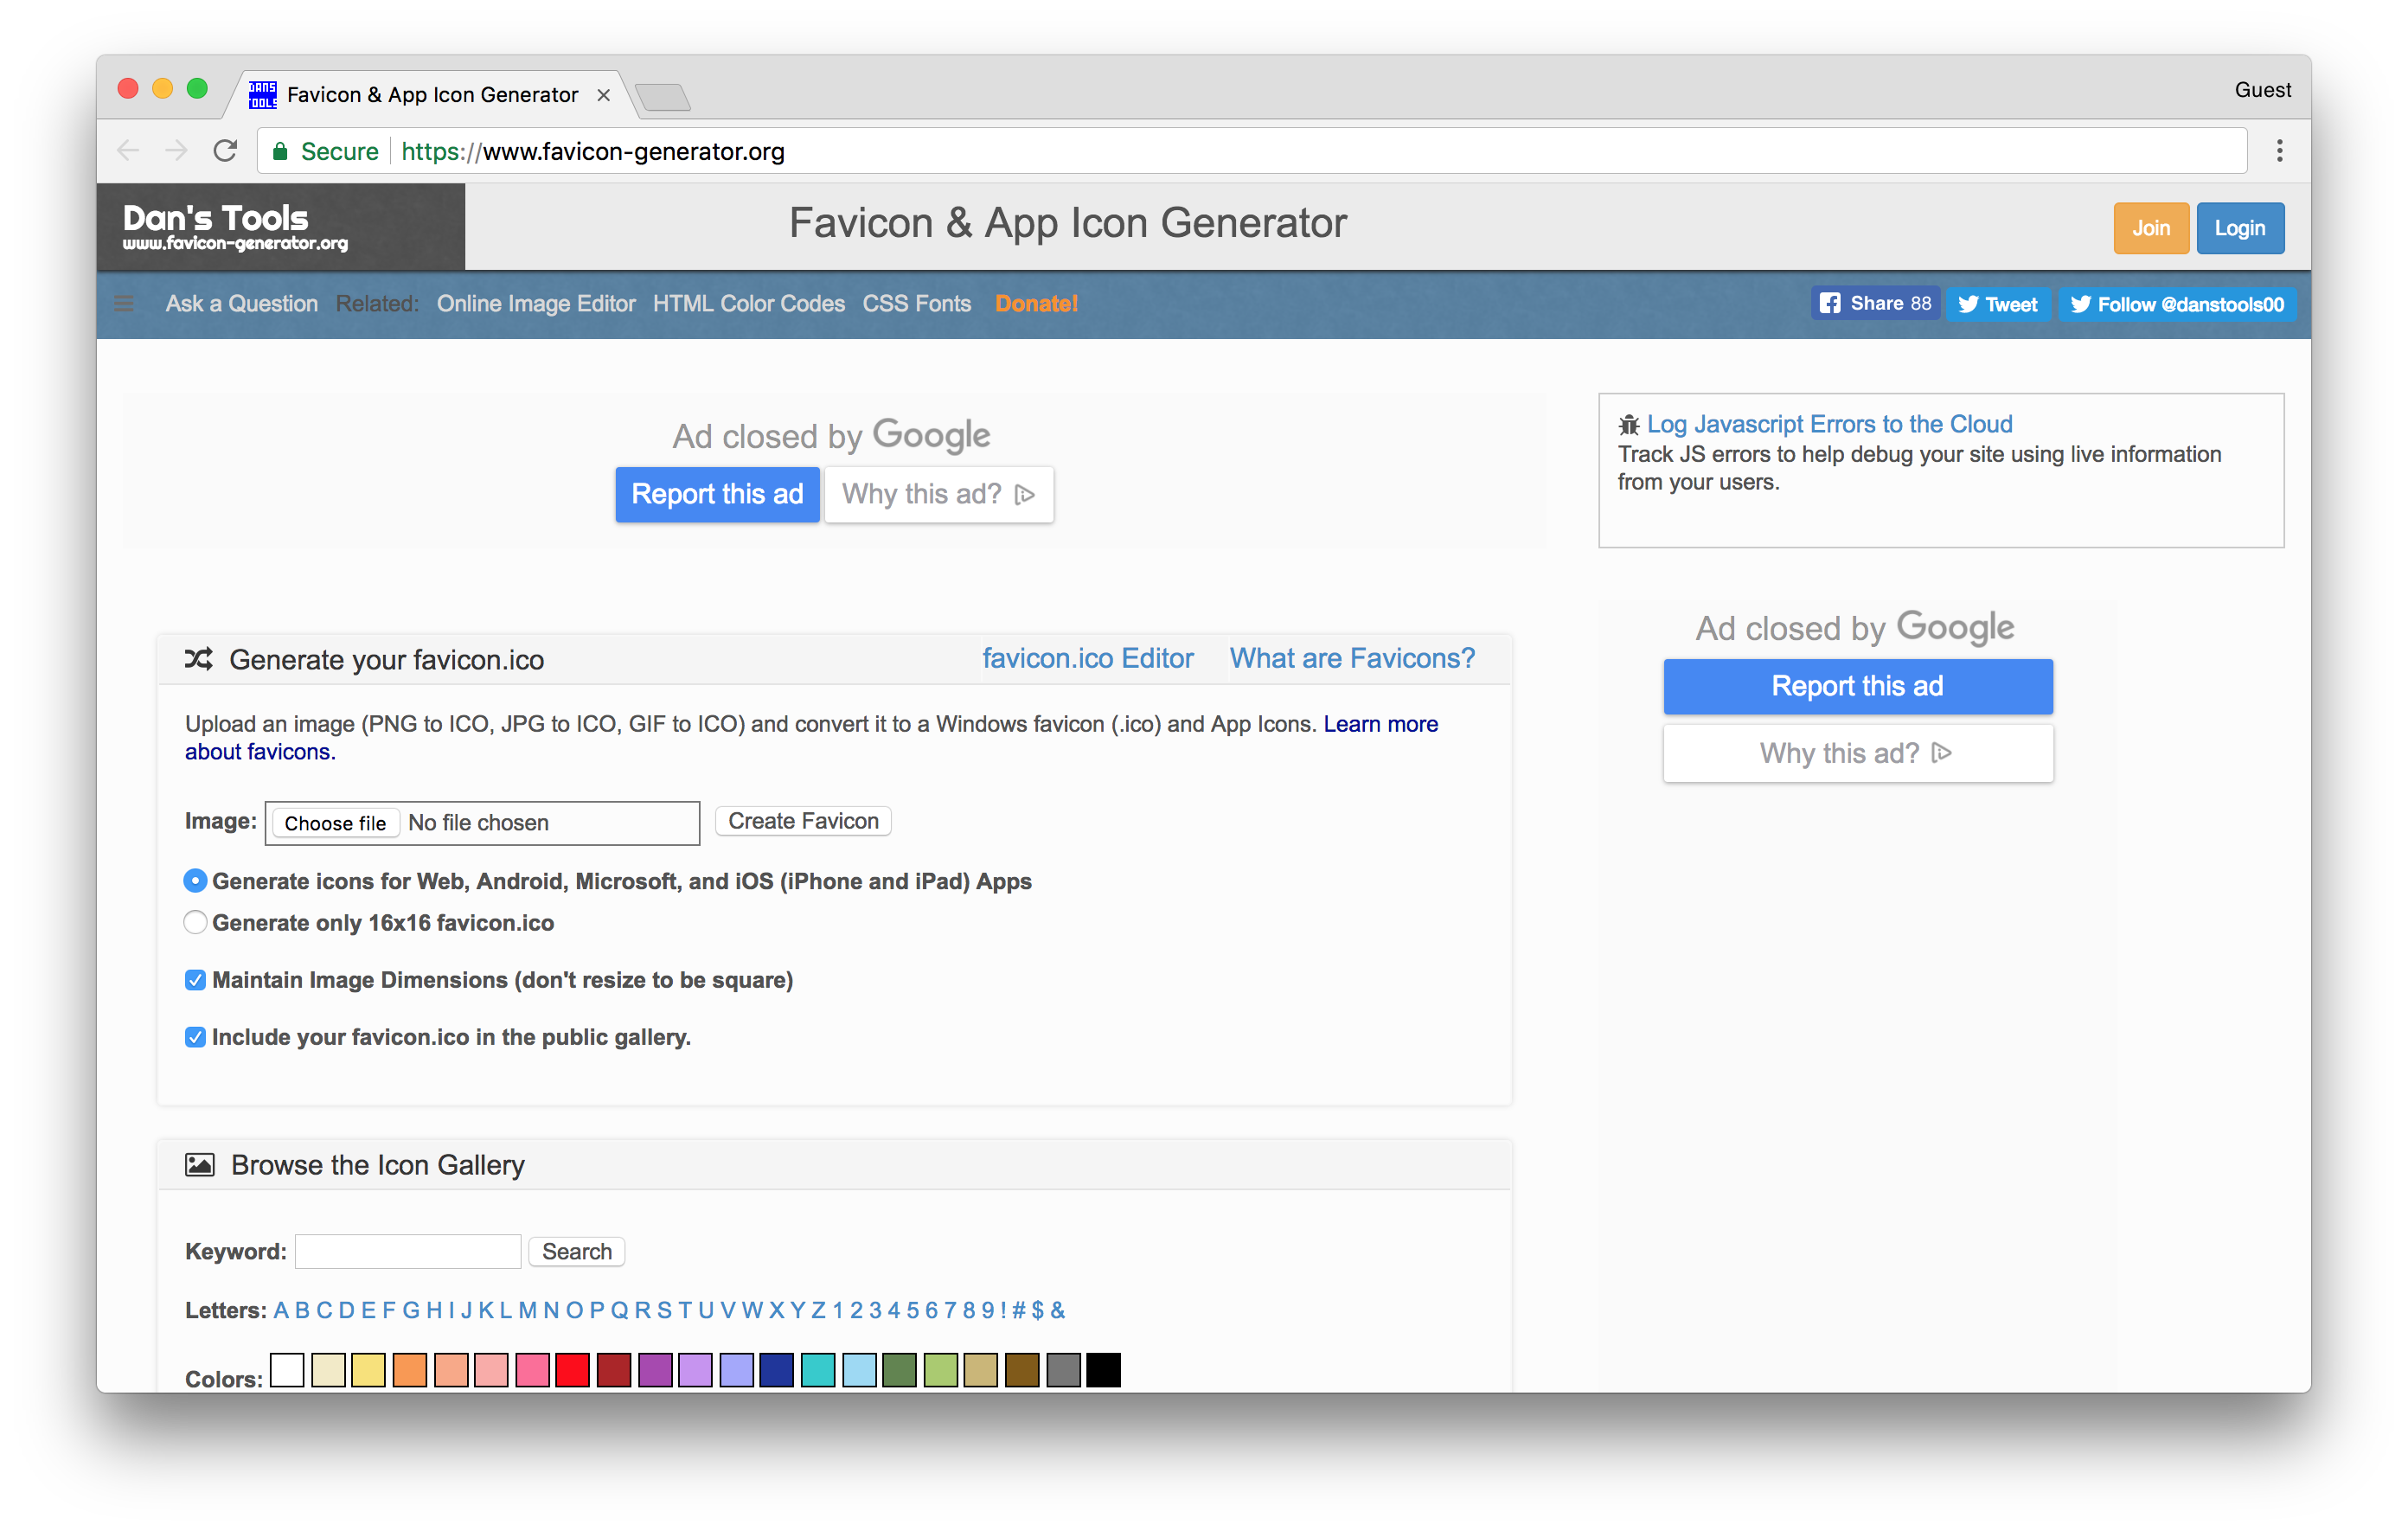 DANS TOOLS
Favicon & App Icon Generator
Guest
Secure
https://www.favicon-generator.org
Dan's Tools
www.favicon-generator.org
Favicon & App Icon Generator
Join
Login
Ask a Question Related: Online Image Editor HTML Color Codes CSS Fonts Donate!
Share 88
Tweet
Follow @danstools00
Ad closed by Google
Report this ad
Why this ad?
Log Javascript Errors to the Cloud
Track JS errors to help debug your site using live information
from your users.
Ad closed by Google
Report this ad
Why this ad?
Generate your favicon.ico
favicon.ico Editor
What are Favicons?
Upload an image (PNG to ICO, JPG to ICO, GIF to ICO) and convert it to a Windows favicon (.ico) and App Icons. Learn more
about favicons.
Image: Choose file No file chosen Create Favicon
Generate icons for Web, Android, Microsoft, and iOS (iPhone and iPad) Apps
Generate only 16x16 favicon.ico
Maintain Image Dimensions (don't resize to be square)
Include your favicon.ico in the public gallery.
Browse the Icon Gallery
Keyword: Search
Letters: A B C D E F G H I J K L M N O P Q R S T U V W X Y Z 1 2 3 4 5 6 7 8 9 ! # $ &
Colors: